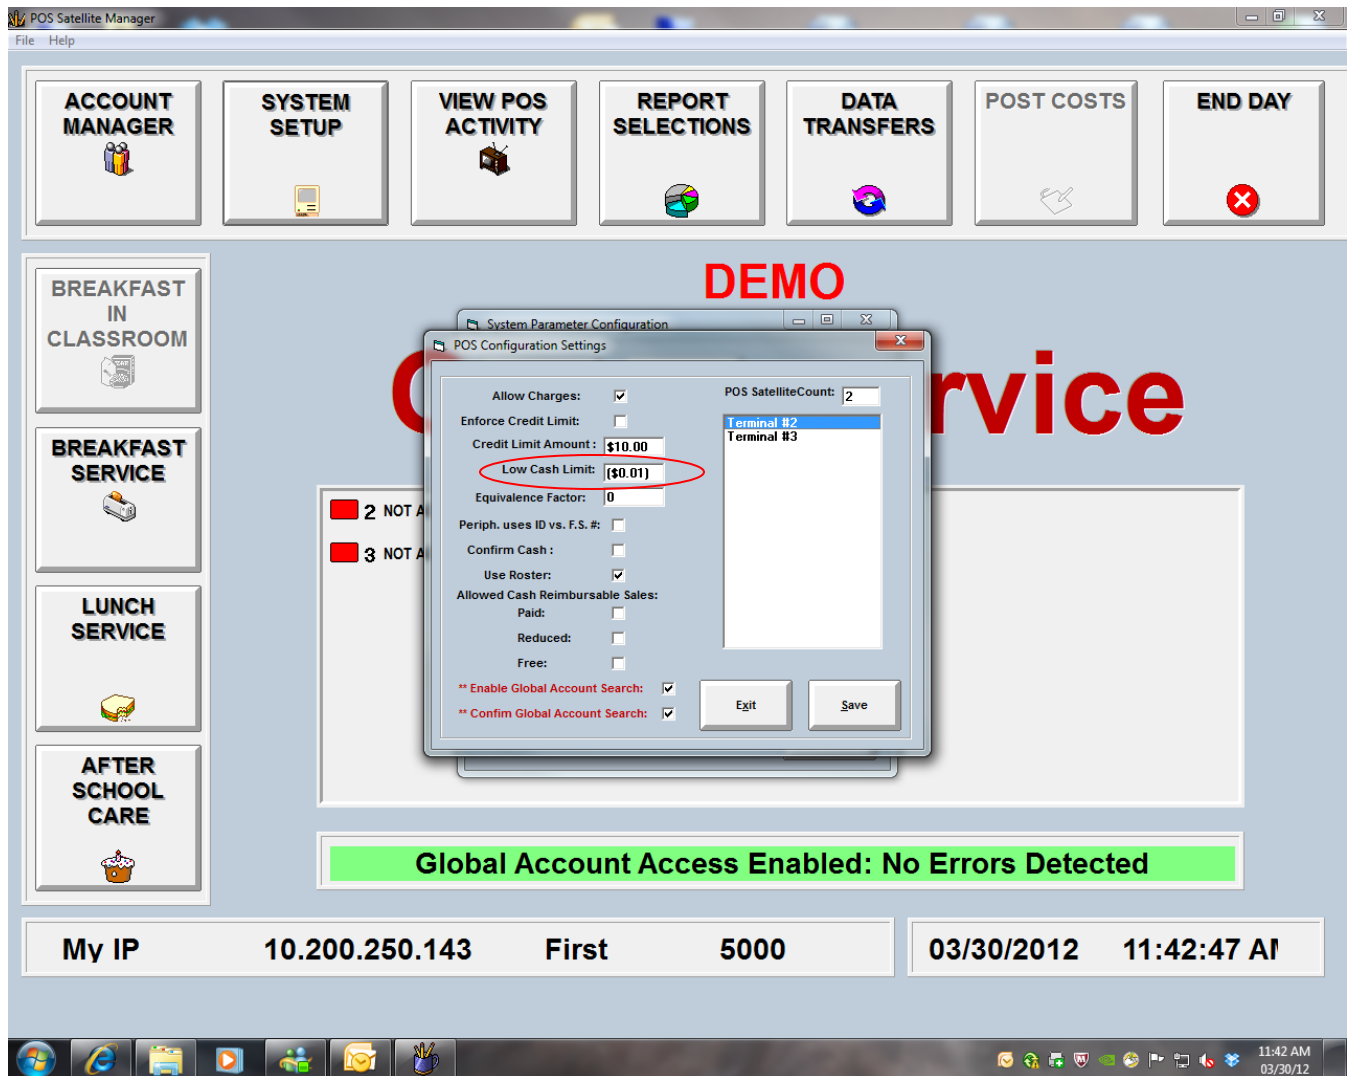 POS Satellite Manager
File Help
ACCOUNT MANAGER
SYSTEM SETUP
VIEW POS ACTIVITY
REPORT SELECTIONS
DATA TRANSFERS
POST COSTS
END DAY
BREAKFAST IN CLASSROOM
BREAKFAST SERVICE
LUNCH SERVICE
AFTER SCHOOL CARE
DEMO
rvice
2 NOT
3 NOT
System Parameter Configuration
POS Configuration Settings
Allow Charges:
Enforce Credit Limit:
Credit Limit Amount : $10.00
Low Cash Limit: ($0.01)
Equivalence Factor: 0
Periph. uses ID vs. F.S. #:
Confirm Cash :
Use Roster:
Allowed Cash Reimbursable Sales:
Paid:
Reduced:
Free:
** Enable Global Account Search:
** Confim Global Account Search:
POS SatelliteCount: 2
Terminal #2
Terminal #3
Exit
Save
Global Account Access Enabled: No Errors Detected
My IP 10.200.250.143 First 5000
03/30/2012 11:42:47 AM
11:42 AM
03/30/12